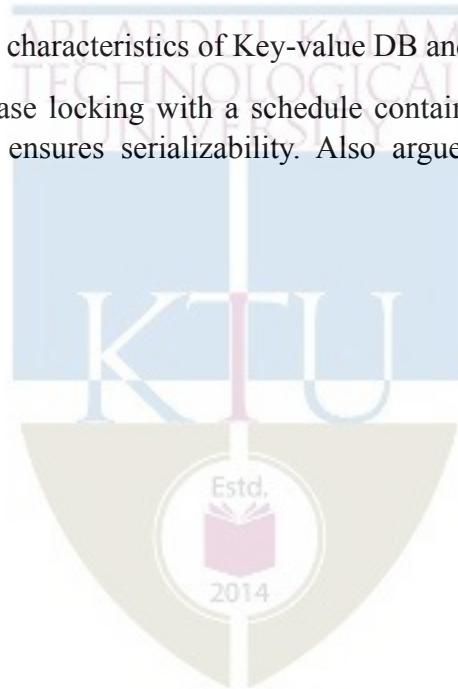 APJ ABDUL KALAM
TECHNOLOGICAL
UNIVERSITY
characteristics of Key-value DB and
ase locking with a schedule contain
ensures serializability. Also argue
KTU
Estd.
2014